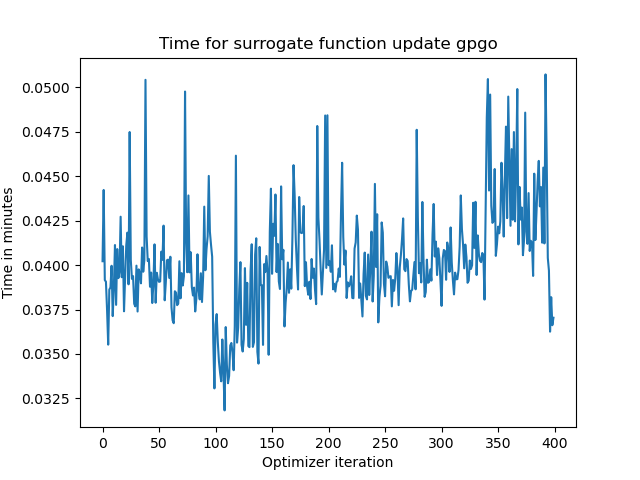 Time for surrogate function update gpgo
0.0500
0.0475
0.0450
0.0425
0.0400
0.0375
0.0350
0.0325
Time in minutes
0 50 100 150 200 250 300 350 400
Optimizer iteration